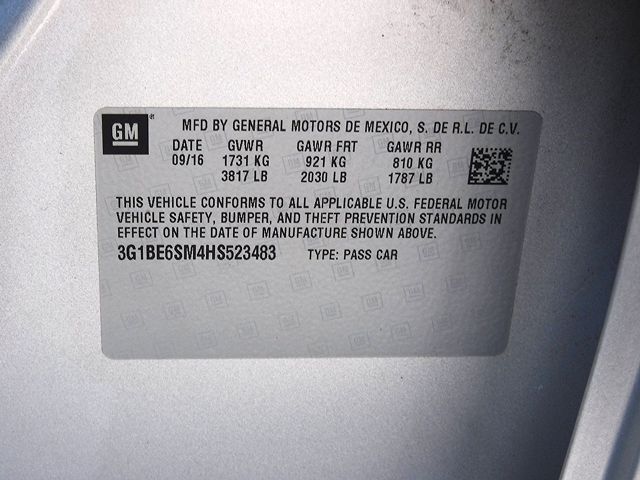 GM
MFD BY GENERAL MOTORS DE MEXICO, S. DE R.L. DE C.V.
DATE GVWR GAWR FRT GAWR RR
09/16 1731 KG 921 KG 810 KG
3817 LB 2030 LB 1787 LB
THIS VEHICLE CONFORMS TO ALL APPLICABLE U.S. FEDERAL MOTOR
VEHICLE SAFETY, BUMPER, AND THEFT PREVENTION STANDARDS IN
EFFECT ON THE DATE OF MANUFACTURE SHOWN ABOVE.
3G1BE6SM4HS523483 TYPE: PASS CAR